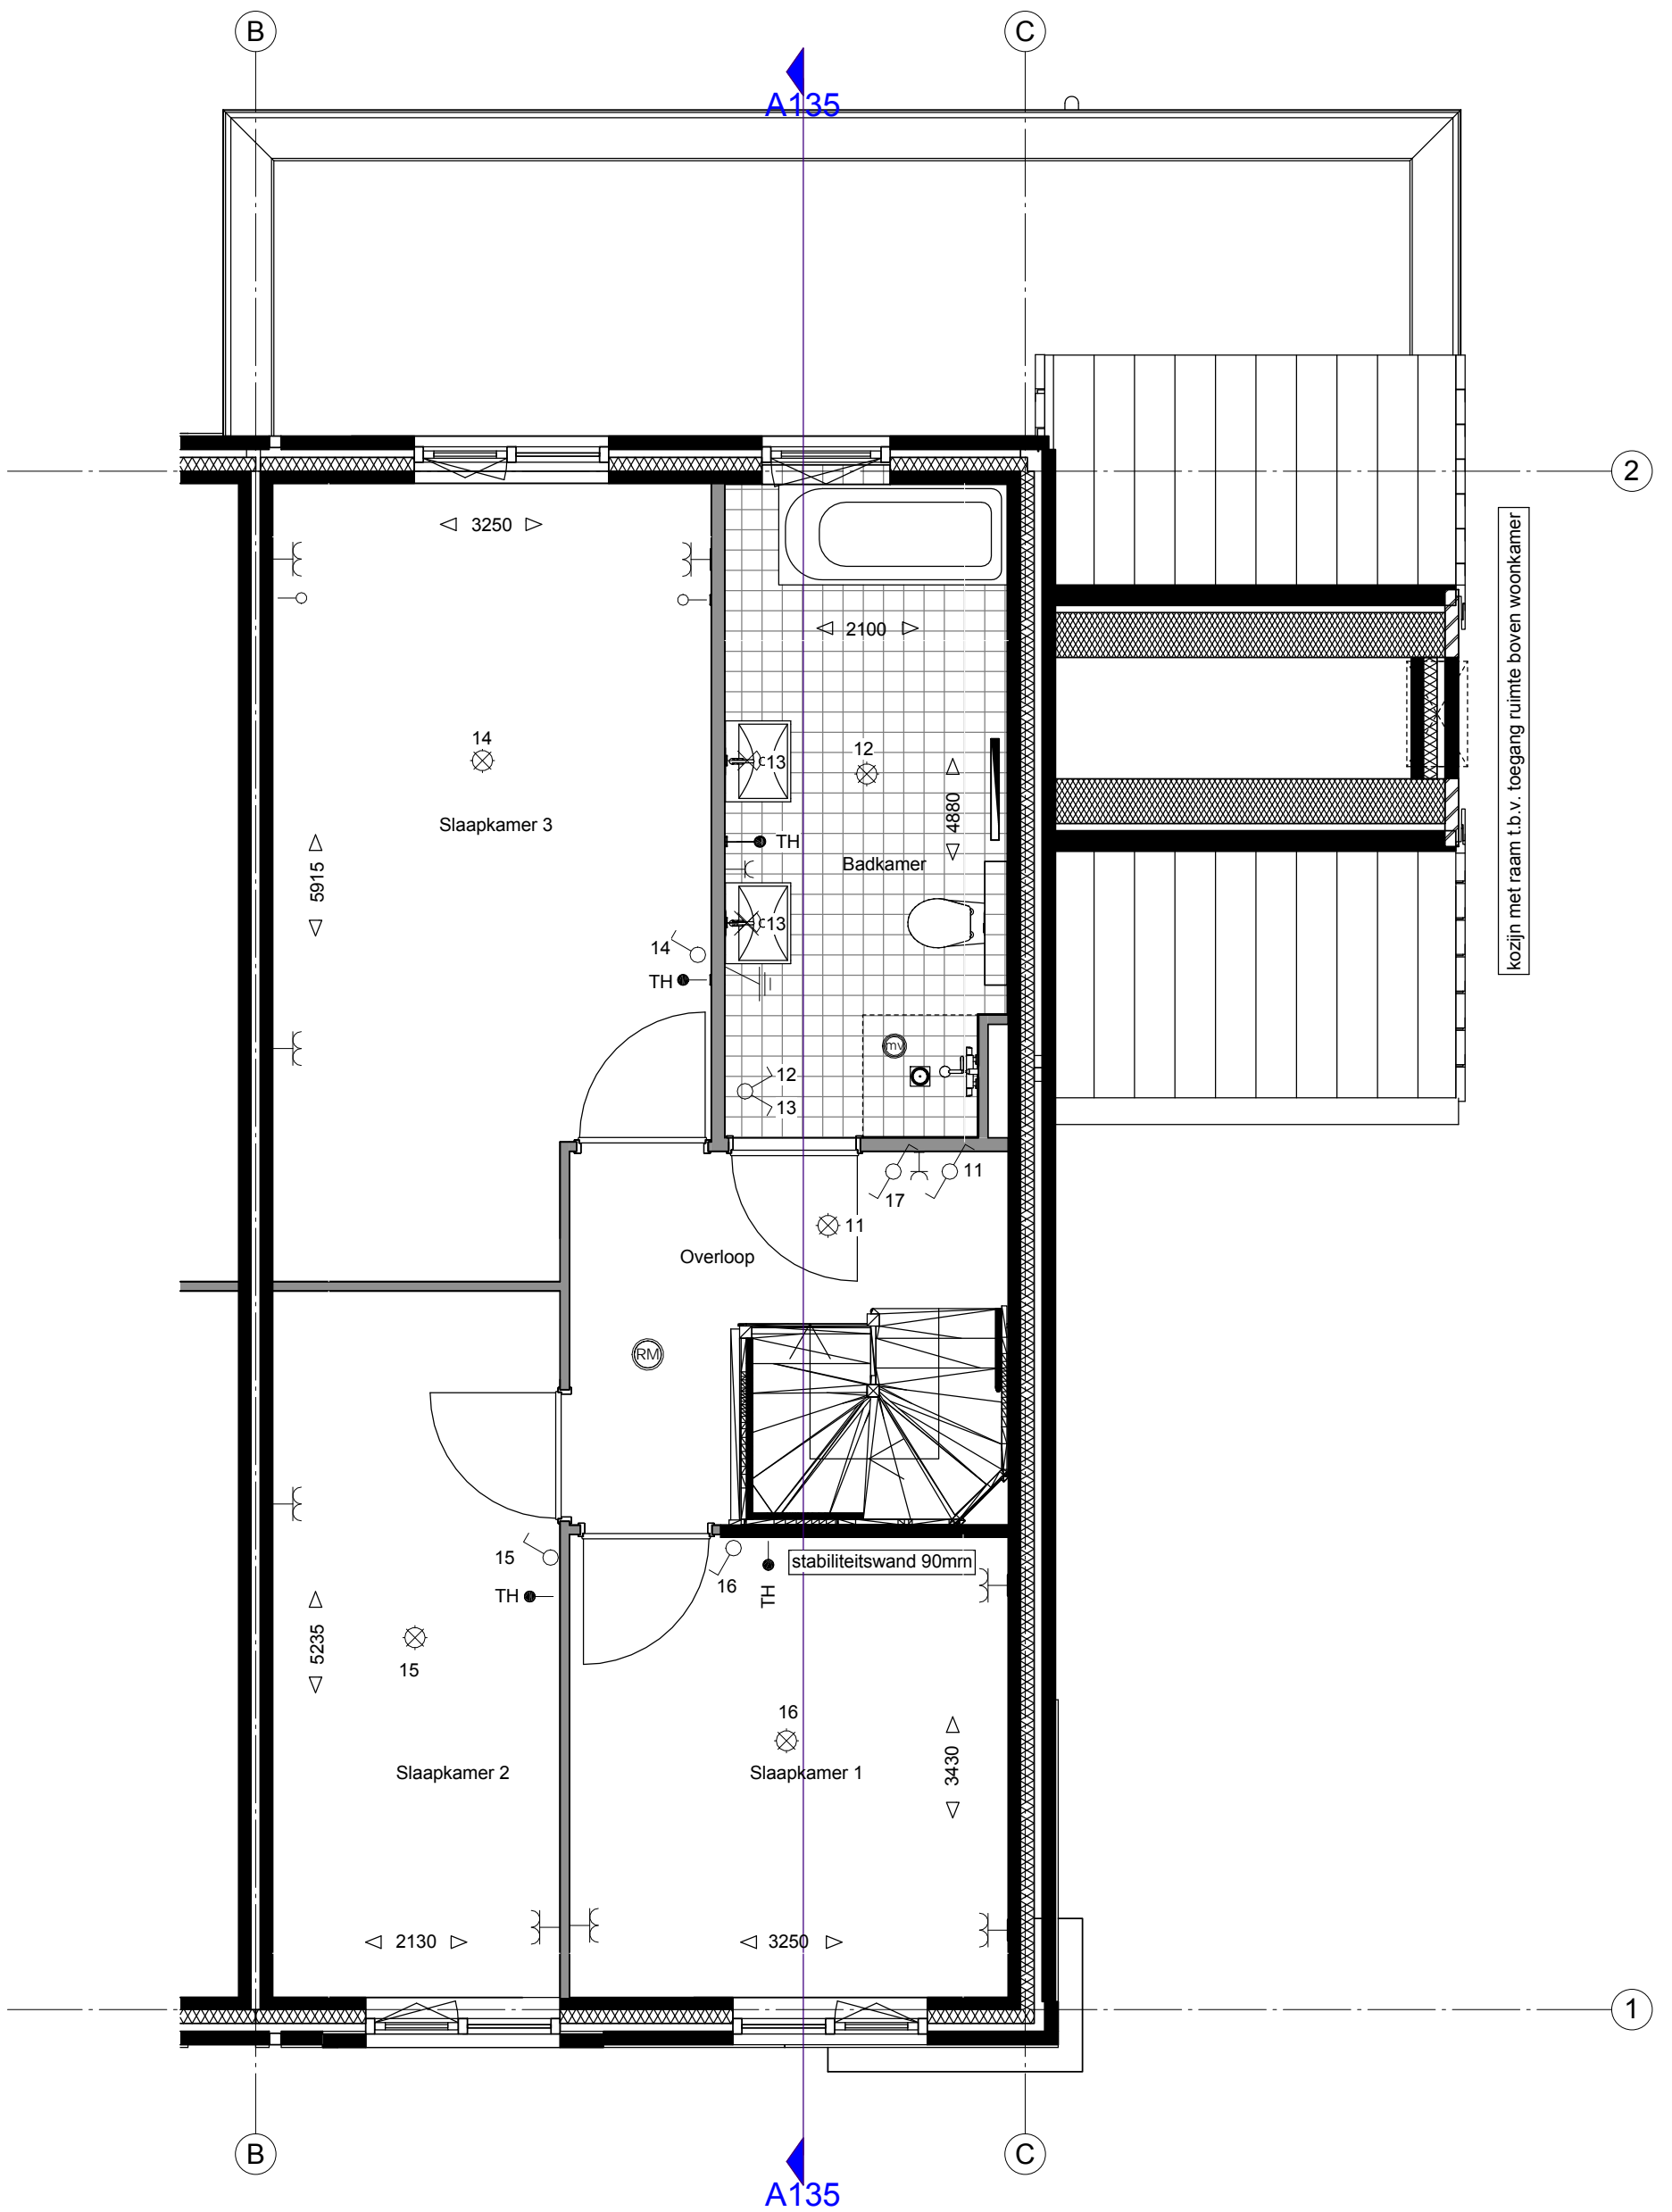 B
C
A135
2
3250
2100
kozijn met raam t.b.v. toegang ruimte boven woonkamer
14
12
13
Slaapkamer 3
4880
TH
Badkamer
5915
13
14
TH
mv
12
13
11
17
11
Overloop
RM
15
16
stabiliteitswand 90mm
TH
TH
5235
15
16
Slaapkamer 2
Slaapkamer 1
3430
2130
3250
1
B
C
A135